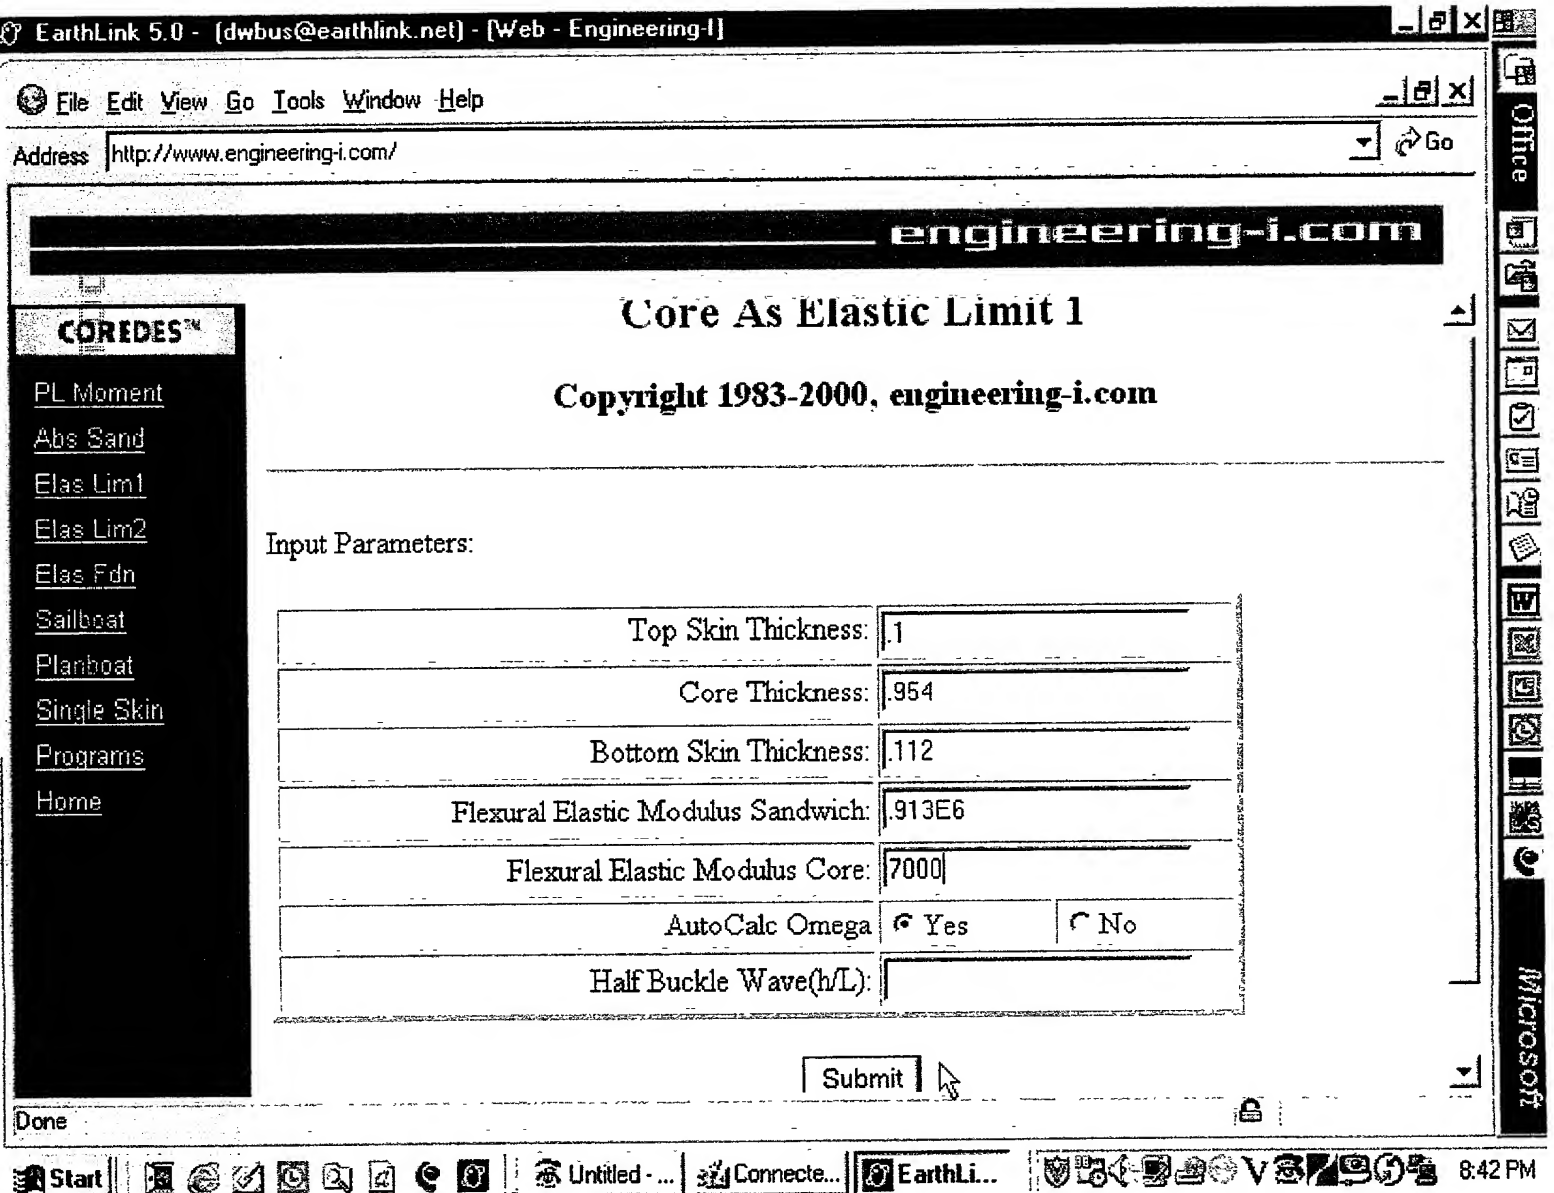 EarthLink 5.0 - [dwbus@earthlink.net] - [Web - Engineering-I]
File Edit View Go Tools Window Help
Address http://www.engineering-i.com/ Go
engineering-i.com
COREDES™
PL Moment
Abs Sand
Elas Lim1
Elas Lim2
Elas Fdn
Sailboat
Planboat
Single Skin
Programs
Home
Core As Elastic Limit 1
Copyright 1983-2000, engineering-i.com
Input Parameters:
Top Skin Thickness: .1
Core Thickness: .954
Bottom Skin Thickness: .112
Flexural Elastic Modulus Sandwich: .913E6
Flexural Elastic Modulus Core: 7000
AutoCalc Omega Yes No
Half Buckle Wave(h/L):
Submit
Done
Office
Microsoft
Start Untitled - ... Connecte... EarthLi... 8:42 PM